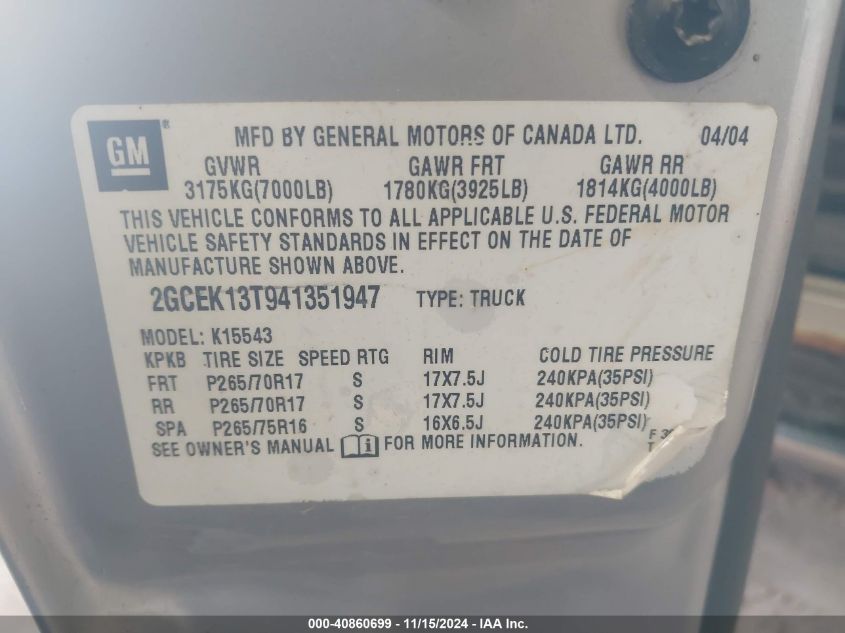 GM® MFD BY GENERAL MOTORS OF CANADA LTD. 04/04
GVWR GAWR FRT GAWR RR
3175KG(7000LB) 1780KG(3925LB) 1814KG(4000LB)
THIS VEHICLE CONFORMS TO ALL APPLICABLE U.S. FEDERAL MOTOR
VEHICLE SAFETY STANDARDS IN EFFECT ON THE DATE OF
MANUFACTURE SHOWN ABOVE.
2GCEK13T941351947 TYPE: TRUCK
MODEL: K15543
KPKB TIRE SIZE SPEED RTG RIM COLD TIRE PRESSURE
FRT P265/70R17 S 17X7.5J 240KPA(35PSI)
RR P265/70R17 S 17X7.5J 240KPA(35PSI)
SPA P265/75R16 S 16X6.5J 240KPA(35PSI)
SEE OWNER'S MANUAL i FOR MORE INFORMATION.
F
T
000-40860699 - 11/15/2024 - IAA Inc.